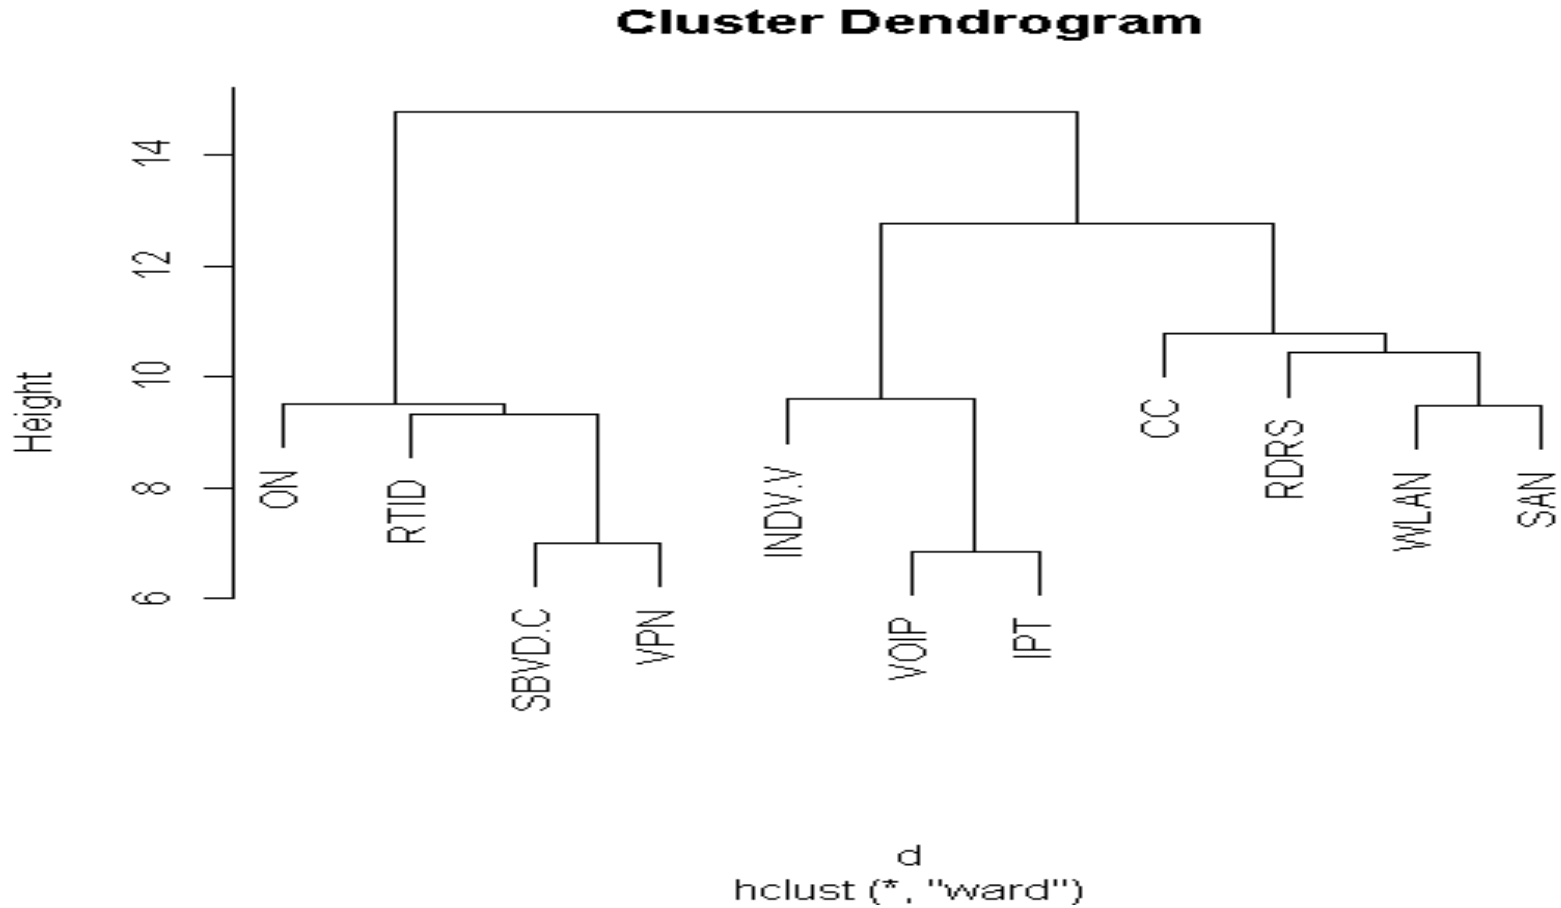 Cluster Dendrogram
Height
14
12
10
8
6
ON
RTID
SBVD.C
VPN
INDV.V
VOIP
IPT
CC
RDRS
WLAN
SAN
d
hclust (*, "ward")